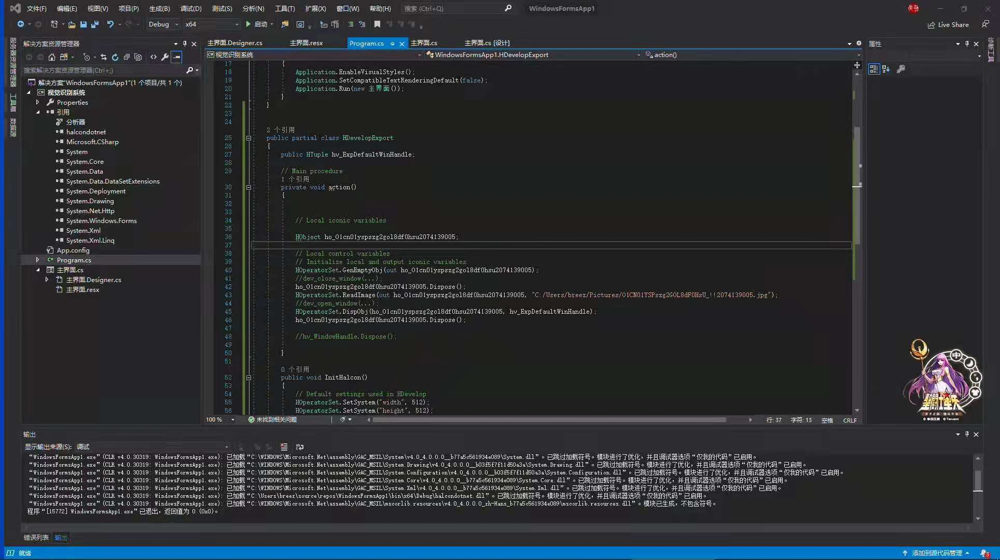 文件(F) 编辑(E) 视图(V) 项目(P) 生成(B) 调试(D) 测试(S) 分析(N) 工具(T) 扩展(X) 窗口(W) 帮助(H) 搜索 (Ctrl+Q) WindowsFormsApp1
Debug x64 启动 Live Share
服务器资源管理器
工具箱
数据源
解决方案资源管理器
搜索解决方案资源管理器(Ctrl+;)
解决方案"WindowsFormsApp1"(1 个项目/共 1 个)
视觉识别系统
Properties
引用
分析器
halcondotnet
Microsoft.CSharp
System
System.Core
System.Data
System.Data.DataSetExtensions
System.Deployment
System.Drawing
System.Net.Http
System.Windows.Forms
System.Xml
System.Xml.Linq
App.config
Program.cs
主界面.cs
主界面.Designer.cs
主界面.resx
主界面.Designer.cs 主界面.resx Program.cs 主界面.cs 主界面.cs [设计]
视觉识别系统 WindowsFormsApp1.HDevelopExport action()
17 {
18 Application.EnableVisualStyles();
19 Application.SetCompatibleTextRenderingDefault(false);
20 Application.Run(new 主界面());
21 }
22 }
23
24
2 个引用
25 public partial class HDevelopExport
26 {
27 public HTuple hv_ExpDefaultWinHandle;
28
29 // Main procedure
1 个引用
30 private void action()
31 {
32
33
34 // Local iconic variables
35
36 HObject ho_O1cn01yspszg2gol8df0hsu2074139005;
37
38 // Local control variables
39 // Initialize local and output iconic variables
40 HOperatorSet.GenEmptyObj(out ho_O1cn01yspszg2gol8df0hsu2074139005);
41 //dev_close_window(...);
42 ho_O1cn01yspszg2gol8df0hsu2074139005.Dispose();
43 HOperatorSet.ReadImage(out ho_O1cn01yspszg2gol8df0hsu2074139005, "C:/Users/breez/Pictures/O1CN01YSPszg2GOL8dF0HsU_!!2074139005.jpg");
44 //dev_open_window(...);
45 HOperatorSet.DispObj(ho_O1cn01yspszg2gol8df0hsu2074139005, hv_ExpDefaultWinHandle);
46 ho_O1cn01yspszg2gol8df0hsu2074139005.Dispose();
47
48 //hv_WindowHandle.Dispose();
49
50 }
51
0 个引用
52 public void InitHalcon()
53 {
54 // Default settings used in HDevelop
55 HOperatorSet.SetSystem("width", 512);
56 HOperatorSet.SetSystem("height", 512);
100 % 未找到相关问题 行: 37 字符: 13 空格 CRLF
属性
诊断工具
中
聖闘士星矢
© Tencent
输出
显示输出来源(S): 调试
“WindowsFormsApp1.exe”(CLR v4.0.30319: WindowsFormsApp1.exe): 已加载“C:\WINDOWS\Microsoft.Net\assembly\GAC_MSIL\System\v4.0_4.0.0.0__b77a5c561934e089\System.dll”。已跳过加载符号。模块进行了优化，并且调试器选项“仅我的代码”已启用。
“WindowsFormsApp1.exe”(CLR v4.0.30319: WindowsFormsApp1.exe): 已加载“C:\WINDOWS\Microsoft.Net\assembly\GAC_MSIL\System.Drawing\v4.0_4.0.0.0__b03f5f7f11d50a3a\System.Drawing.dll”。已跳过加载符号。模块进行了优化，并且调试器选项“仅我的代码”已启用。
“WindowsFormsApp1.exe”(CLR v4.0.30319: WindowsFormsApp1.exe): 已加载“C:\WINDOWS\Microsoft.Net\assembly\GAC_MSIL\System.Configuration\v4.0_4.0.0.0__b03f5f7f11d50a3a\System.Configuration.dll”。已跳过加载符号。模块进行了优化，并且调试器选项“仅我的代码”已启用。
“WindowsFormsApp1.exe”(CLR v4.0.30319: WindowsFormsApp1.exe): 已加载“C:\WINDOWS\Microsoft.Net\assembly\GAC_MSIL\System.Core\v4.0_4.0.0.0__b77a5c561934e089\System.Core.dll”。已跳过加载符号。模块进行了优化，并且调试器选项“仅我的代码”已启用。
“WindowsFormsApp1.exe”(CLR v4.0.30319: WindowsFormsApp1.exe): 已加载“C:\WINDOWS\Microsoft.Net\assembly\GAC_MSIL\System.Xml\v4.0_4.0.0.0__b77a5c561934e089\System.Xml.dll”。已跳过加载符号。模块进行了优化，并且调试器选项“仅我的代码”已启用。
“WindowsFormsApp1.exe”(CLR v4.0.30319: WindowsFormsApp1.exe): 已加载“C:\Users\breez\source\repos\WindowsFormsApp1\bin\x64\Debug\halcondotnet.dll”。已跳过加载符号。模块进行了优化，并且调试器选项“仅我的代码”已启用。
“WindowsFormsApp1.exe”(CLR v4.0.30319: WindowsFormsApp1.exe): 已加载“C:\WINDOWS\Microsoft.Net\assembly\GAC_MSIL\mscorlib.resources\v4.0_4.0.0.0_zh-Hans_b77a5c561934e089\mscorlib.resources.dll”。模块已生成，不包含符号。
程序“[15772] WindowsFormsApp1.exe”已退出，返回值为 0 (0x0)。
错误列表 输出
就绪 添加到源代码管理 3